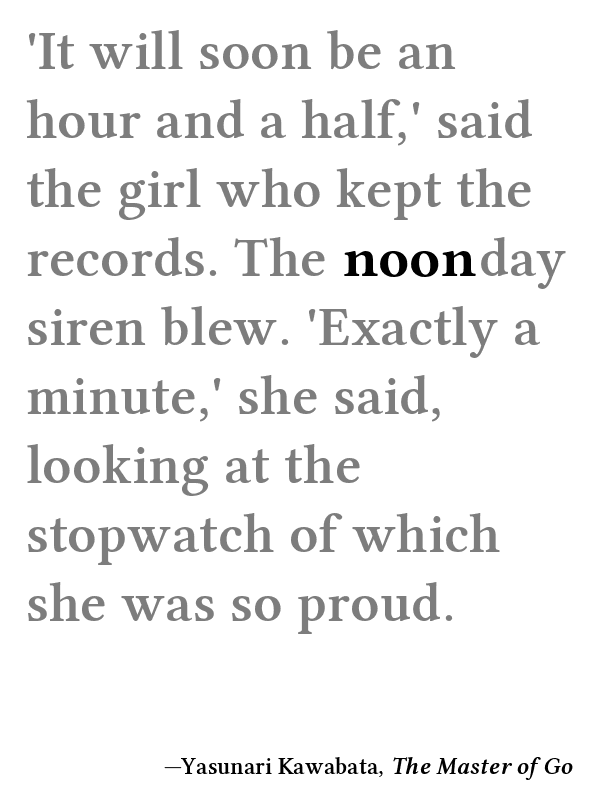 'It will soon be an
hour and a half,' said
the girl who kept the
records. The noonday
siren blew. 'Exactly a
minute,' she said,
looking at the
stopwatch of which
she was so proud.
—Yasunari Kawabata, The Master of Go